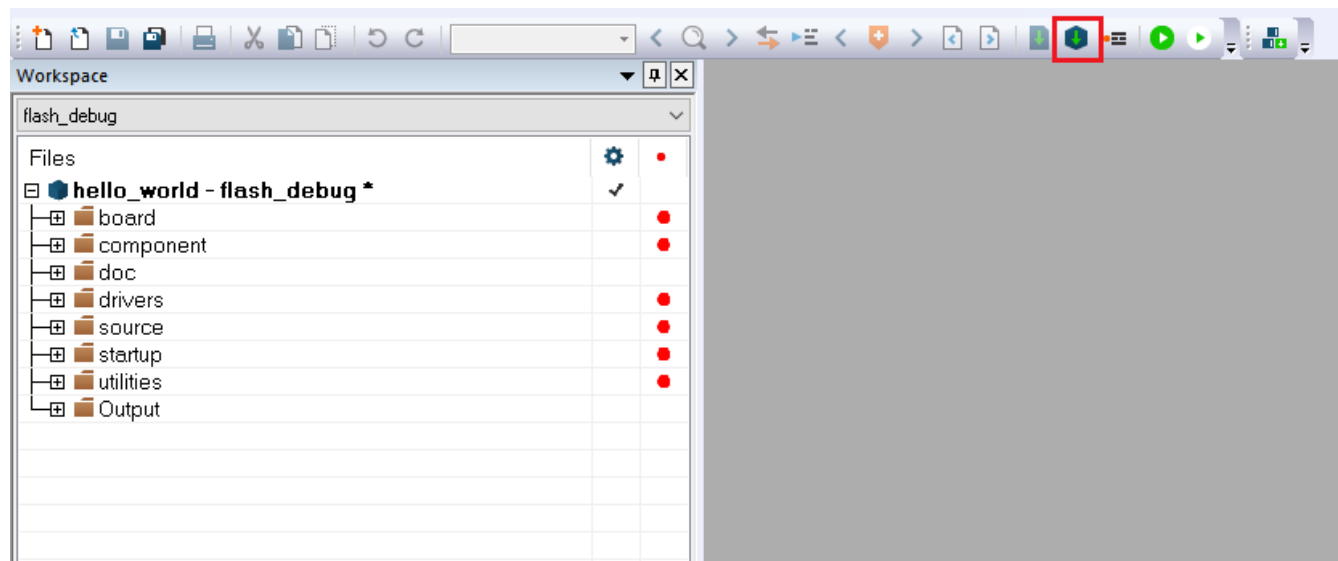 Workspace
flash_debug
Files
hello_world - flash_debug *
board
component
doc
drivers
source
startup
utilities
Output